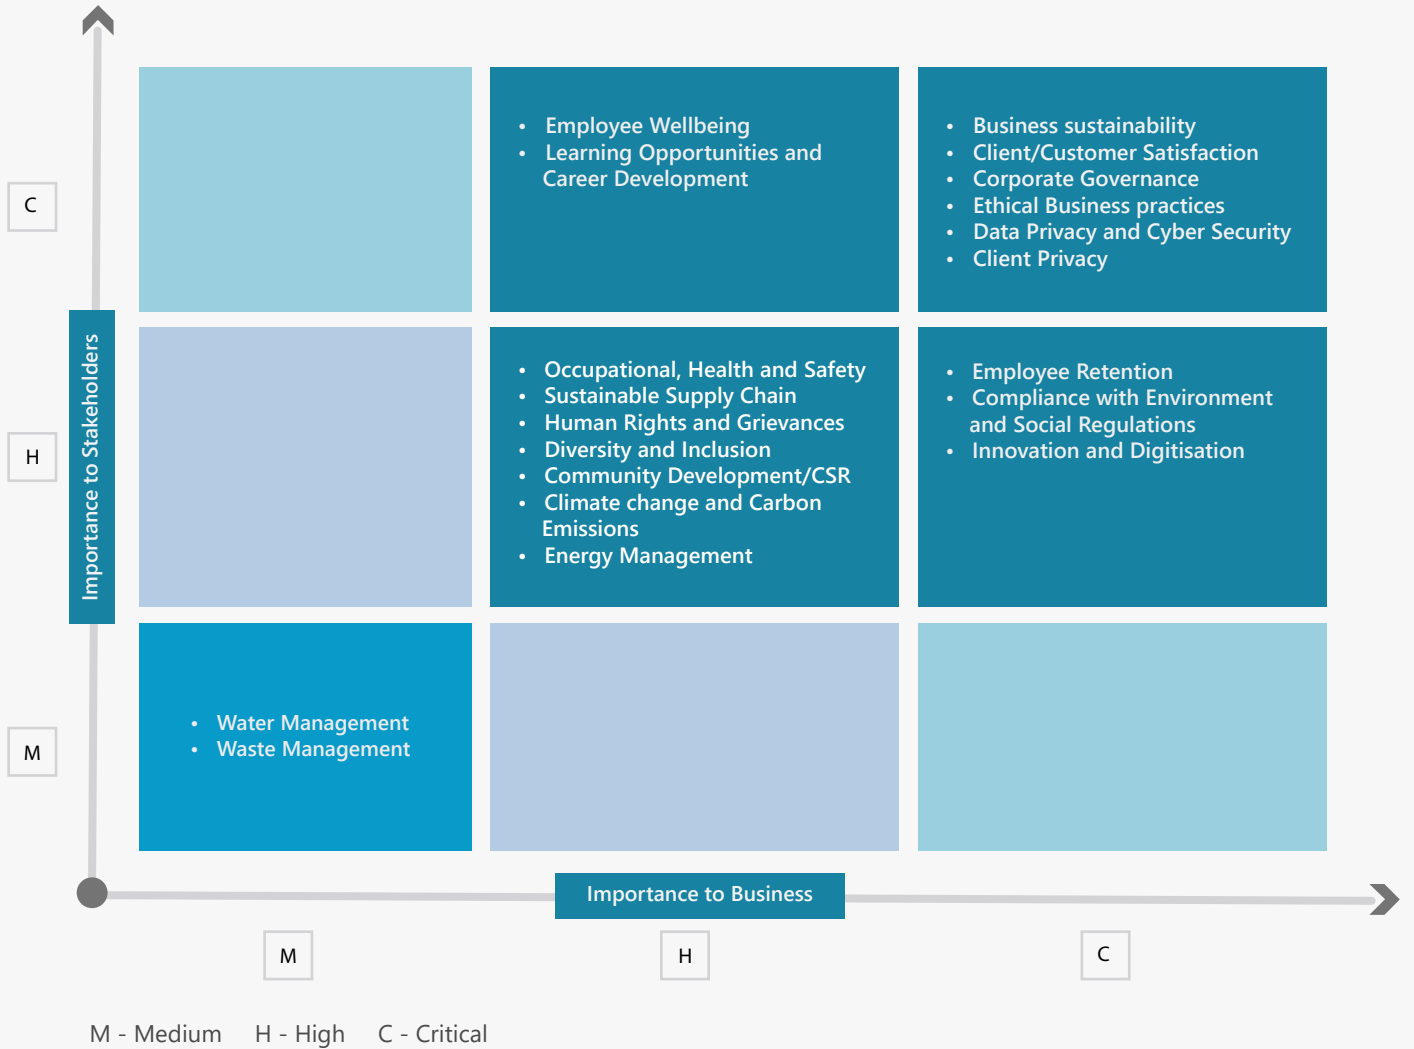 • Employee Wellbeing
• Learning Opportunities and
Career Development
• Business sustainability
• Client/Customer Satisfaction
• Corporate Governance
• Ethical Business practices
• Data Privacy and Cyber Security
• Client Privacy
C
Importance to Stakeholders
• Occupational, Health and Safety
• Sustainable Supply Chain
• Human Rights and Grievances
• Diversity and Inclusion
• Community Development/CSR
• Climate change and Carbon
Emissions
• Energy Management
• Employee Retention
• Compliance with Environment
and Social Regulations
• Innovation and Digitisation
H
• Water Management
• Waste Management
M
Importance to Business
M
H
C
M - Medium H - High C - Critical